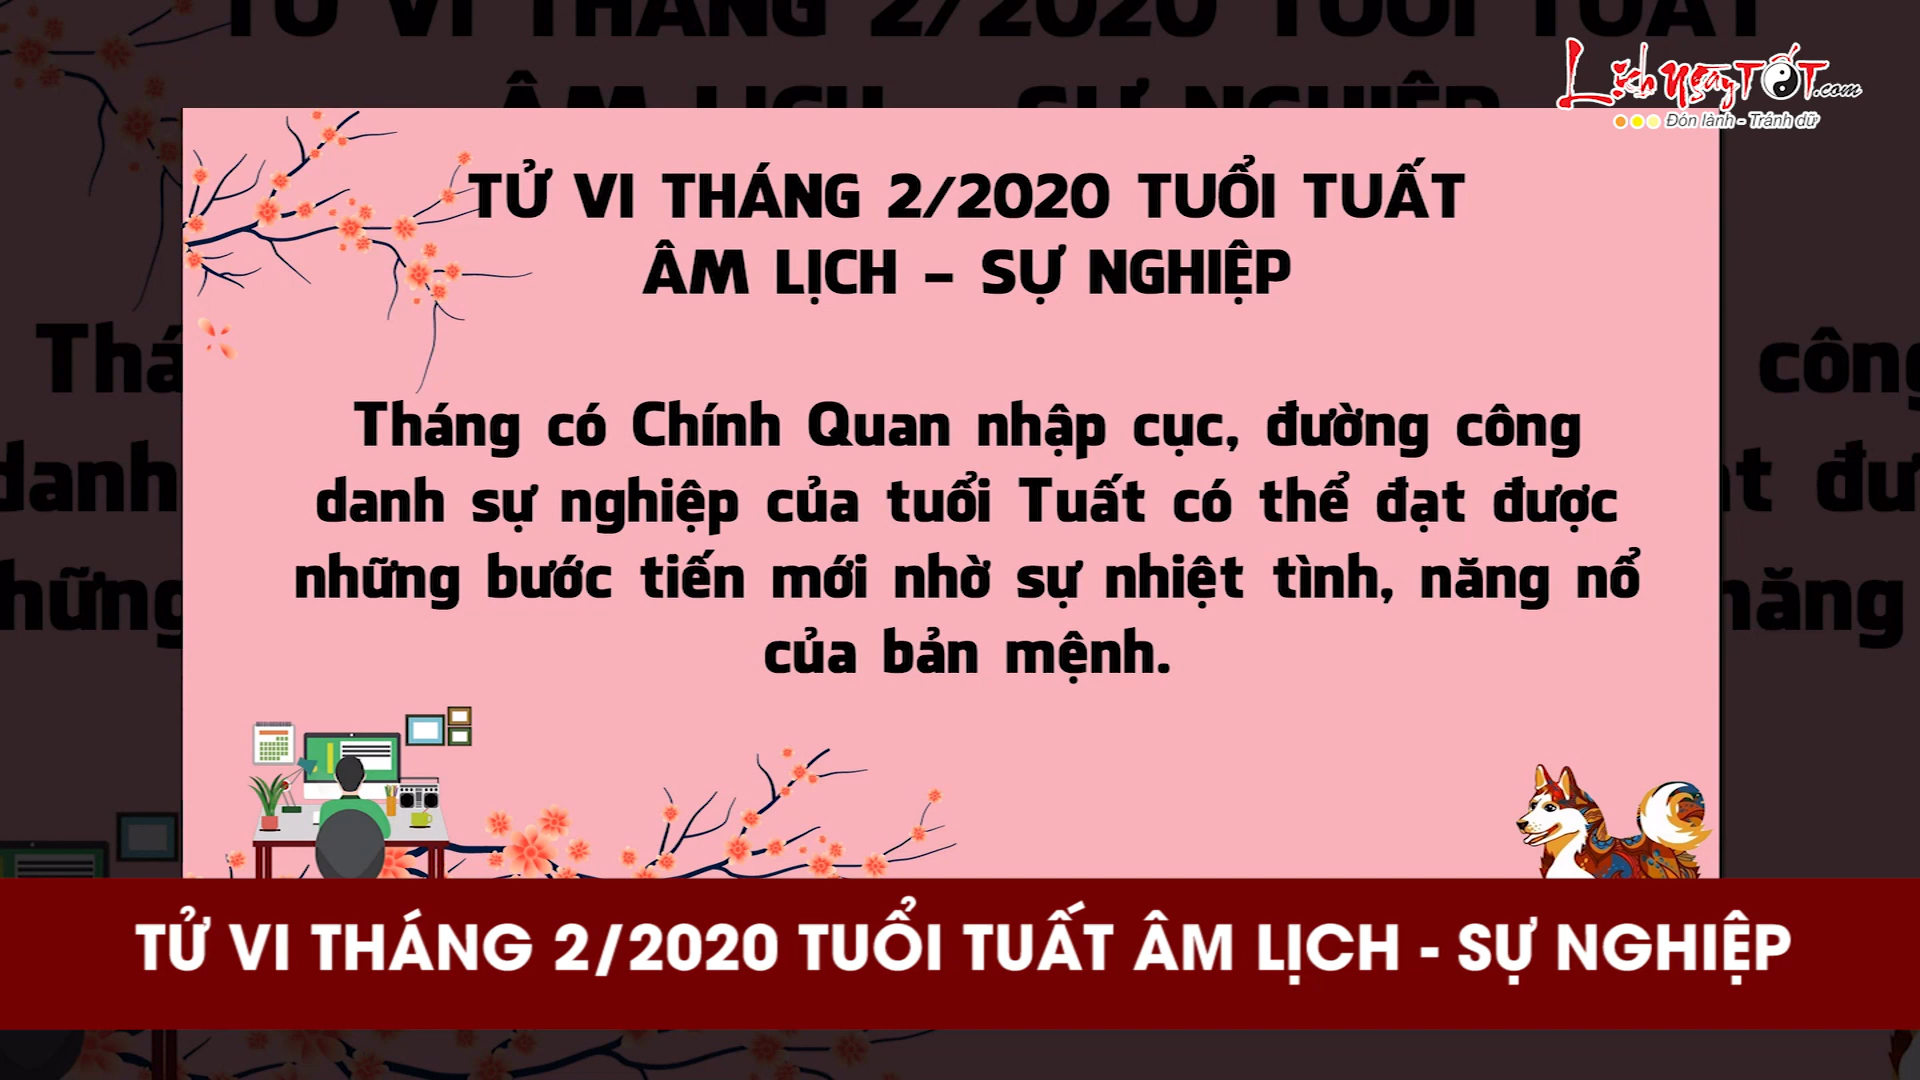 LịchNgàyTỐT.com
Đón lành - Tránh dữ
TỬ VI THÁNG 2/2020 TUỔI TUẤT
ÂM LỊCH – SỰ NGHIỆP
Tháng có Chính Quan nhập cục, đường công
danh sự nghiệp của tuổi Tuất có thể đạt được
những bước tiến mới nhờ sự nhiệt tình, năng nổ
của bản mệnh.
TỬ VI THÁNG 2/2020 TUỔI TUẤT ÂM LỊCH - SỰ NGHIỆP